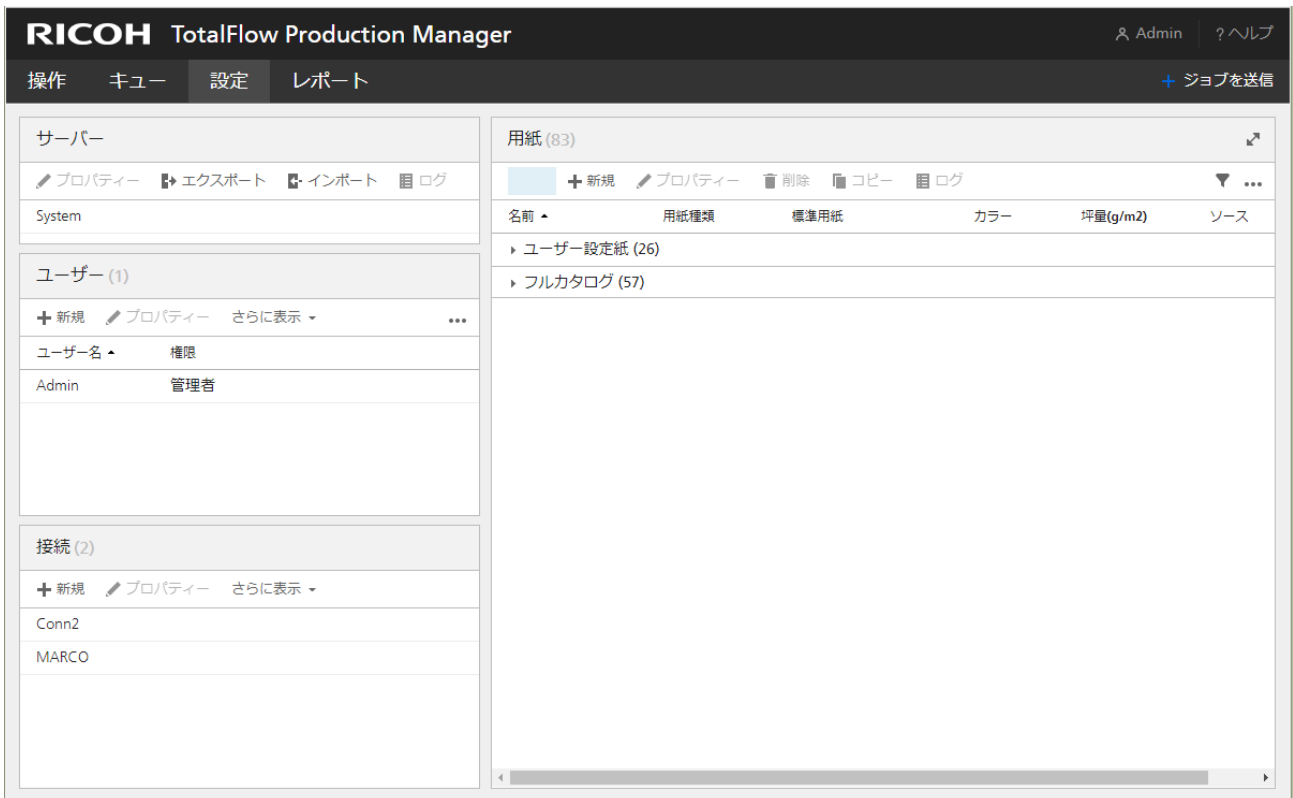 RICOH TotalFlow Production Manager
Admin ?ヘルプ
操作 キュー 設定 レポート
+ ジョブを送信
サーバー
プロパティー エクスポート インポート ログ
System
ユーザー (1)
+ 新規 プロパティー さらに表示
ユーザー名 権限
Admin 管理者
接続 (2)
+ 新規 プロパティー さらに表示
Conn2
MARCO
用紙 (83)
+ 新規 プロパティー 削除 コピー ログ
名前 用紙種類 標準用紙 カラー 坪量(g/m2) ソース
ユーザー設定紙 (26)
フルカタログ (57)